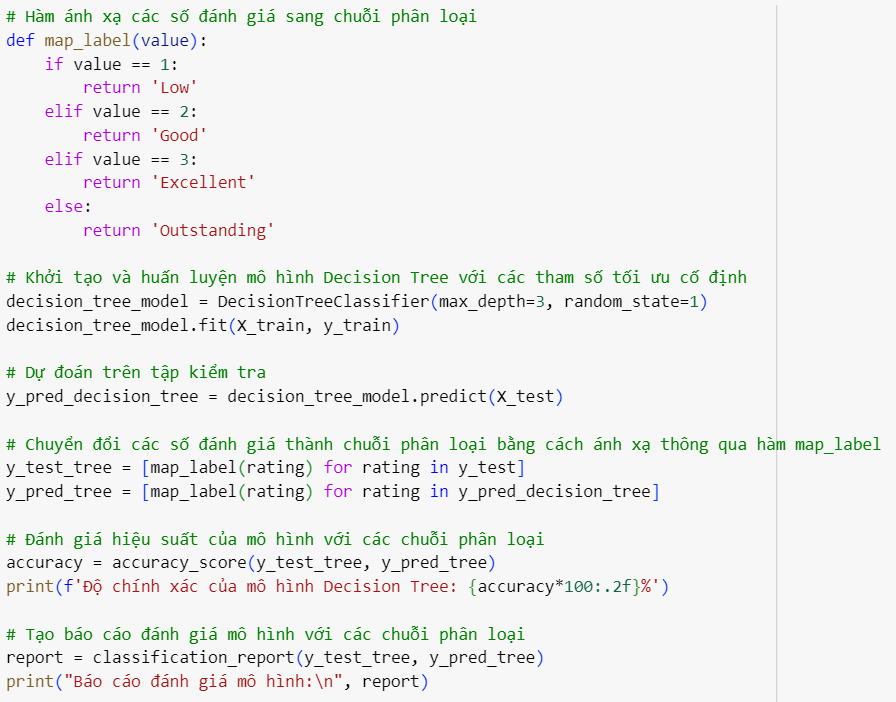 # Hàm ánh xạ các số đánh giá sang chuỗi phân loại
def map_label(value):
    if value == 1:
        return 'Low'
    elif value == 2:
        return 'Good'
    elif value == 3:
        return 'Excellent'
    else:
        return 'Outstanding'
# Khởi tạo và huấn luyện mô hình Decision Tree với các tham số tối ưu cố định
decision_tree_model = DecisionTreeClassifier(max_depth=3, random_state=1)
decision_tree_model.fit(X_train, y_train)
# Dự đoán trên tập kiểm tra
y_pred_decision_tree = decision_tree_model.predict(X_test)
# Chuyển đổi các số đánh giá thành chuỗi phân loại bằng cách ánh xạ thông qua hàm map_label
y_test_tree = [map_label(rating) for rating in y_test]
y_pred_tree = [map_label(rating) for rating in y_pred_decision_tree]
# Đánh giá hiệu suất của mô hình với các chuỗi phân loại
accuracy = accuracy_score(y_test_tree, y_pred_tree)
print(f'Độ chính xác của mô hình Decision Tree: {accuracy*100:.2f}%')
# Tạo báo cáo đánh giá mô hình với các chuỗi phân loại
report = classification_report(y_test_tree, y_pred_tree)
print("Báo cáo đánh giá mô hình:\n", report)